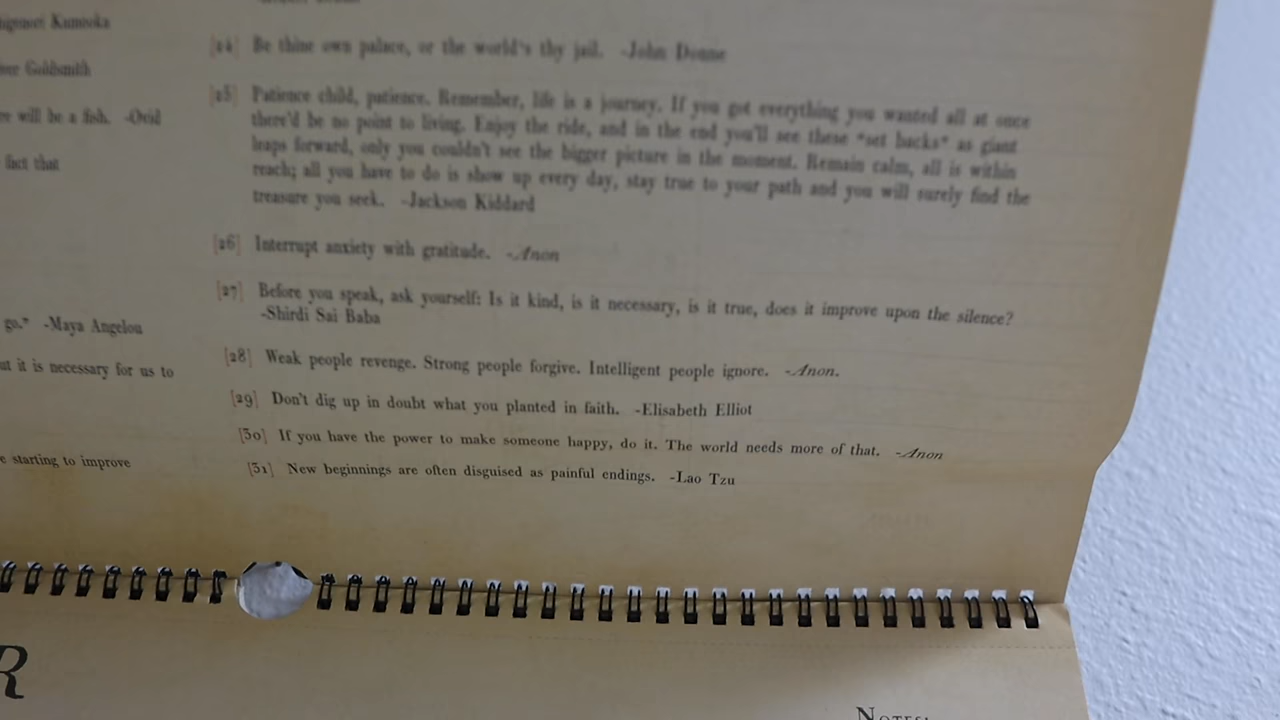 Goldsmith
re will be a fish. -Ovid
fact that
go." -Maya Angelou
it is necessary for us to
starting to improve
[24] Be thine own palace, or the world's thy jail. -John Donne
[25] Patience child, patience. Remember, life is a journey. If you got everything you wanted all at once
there'd be no point to living. Enjoy the ride, and in the end you'll see these "set backs" as giant
leaps forward, only you couldn't see the bigger picture in the moment. Remain calm, all is within
reach; all you have to do is show up every day, stay true to your path and you will surely find the
treasure you seek. -Jackson Kiddard
[26] Interrupt anxiety with gratitude. -Anon
[27] Before you speak, ask yourself: Is it kind, is it necessary, is it true, does it improve upon the silence?
-Shirdi Sai Baba
[28] Weak people revenge. Strong people forgive. Intelligent people ignore. -Anon.
[29] Don't dig up in doubt what you planted in faith. -Elisabeth Elliot
[30] If you have the power to make someone happy, do it. The world needs more of that. -Anon
[31] New beginnings are often disguised as painful endings. -Lao Tzu
R
Notes: